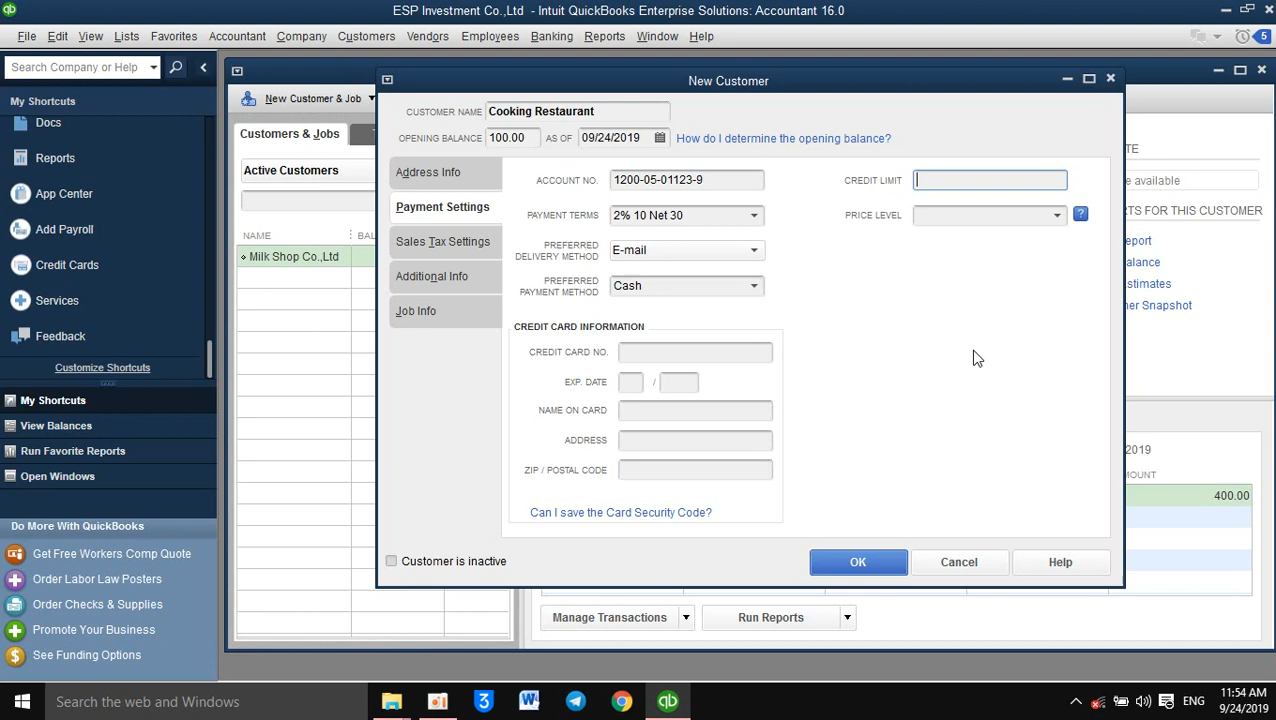 ESP Investment Co.,Ltd - Intuit QuickBooks Enterprise Solutions: Accountant 16.0
File Edit View Lists Favorites Accountant Company Customers Vendors Employees Banking Reports Window Help 5
Search Company or Help
My Shortcuts
Docs
Reports
App Center
Add Payroll
Credit Cards
Services
Feedback
Customize Shortcuts
My Shortcuts
View Balances
Run Favorite Reports
Open Windows
Do More With QuickBooks
Get Free Workers Comp Quote
Order Labor Law Posters
Order Checks & Supplies
Promote Your Business
See Funding Options
New Customer & Job
Customers & Jobs T
Active Customers
NAME BAL
Milk Shop Co.,Ltd
New Customer
CUSTOMER NAME Cooking Restaurant
OPENING BALANCE 100.00 AS OF 09/24/2019 How do I determine the opening balance?
Address Info
Payment Settings
Sales Tax Settings
Additional Info
Job Info
ACCOUNT NO. 1200-05-01123-9 CREDIT LIMIT
PAYMENT TERMS 2% 10 Net 30 PRICE LEVEL ?
PREFERRED
DELIVERY METHOD E-mail
PREFERRED
PAYMENT METHOD Cash
CREDIT CARD INFORMATION
CREDIT CARD NO.
EXP. DATE /
NAME ON CARD
ADDRESS
ZIP / POSTAL CODE
Can I save the Card Security Code?
Customer is inactive
OK Cancel Help
TE
e available
RTS FOR THIS CUSTOMER
eport
alance
stimates
er Snapshot
2019
MOUNT
400.00
Manage Transactions Run Reports
Search the web and Windows
ENG
11:54 AM
9/24/2019